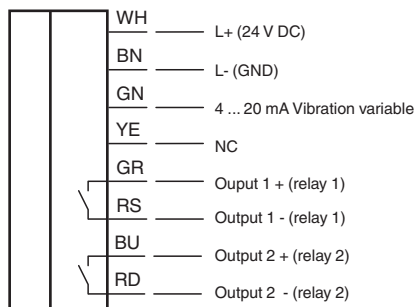 WH L+ (24 V DC)
BN L- (GND)
GN 4 ... 20 mA Vibration variable
YE NC
GR Ouput 1 + (relay 1)
RS Output 1 - (relay 1)
BU Output 2 + (relay 2)
RD Output 2 - (relay 2)